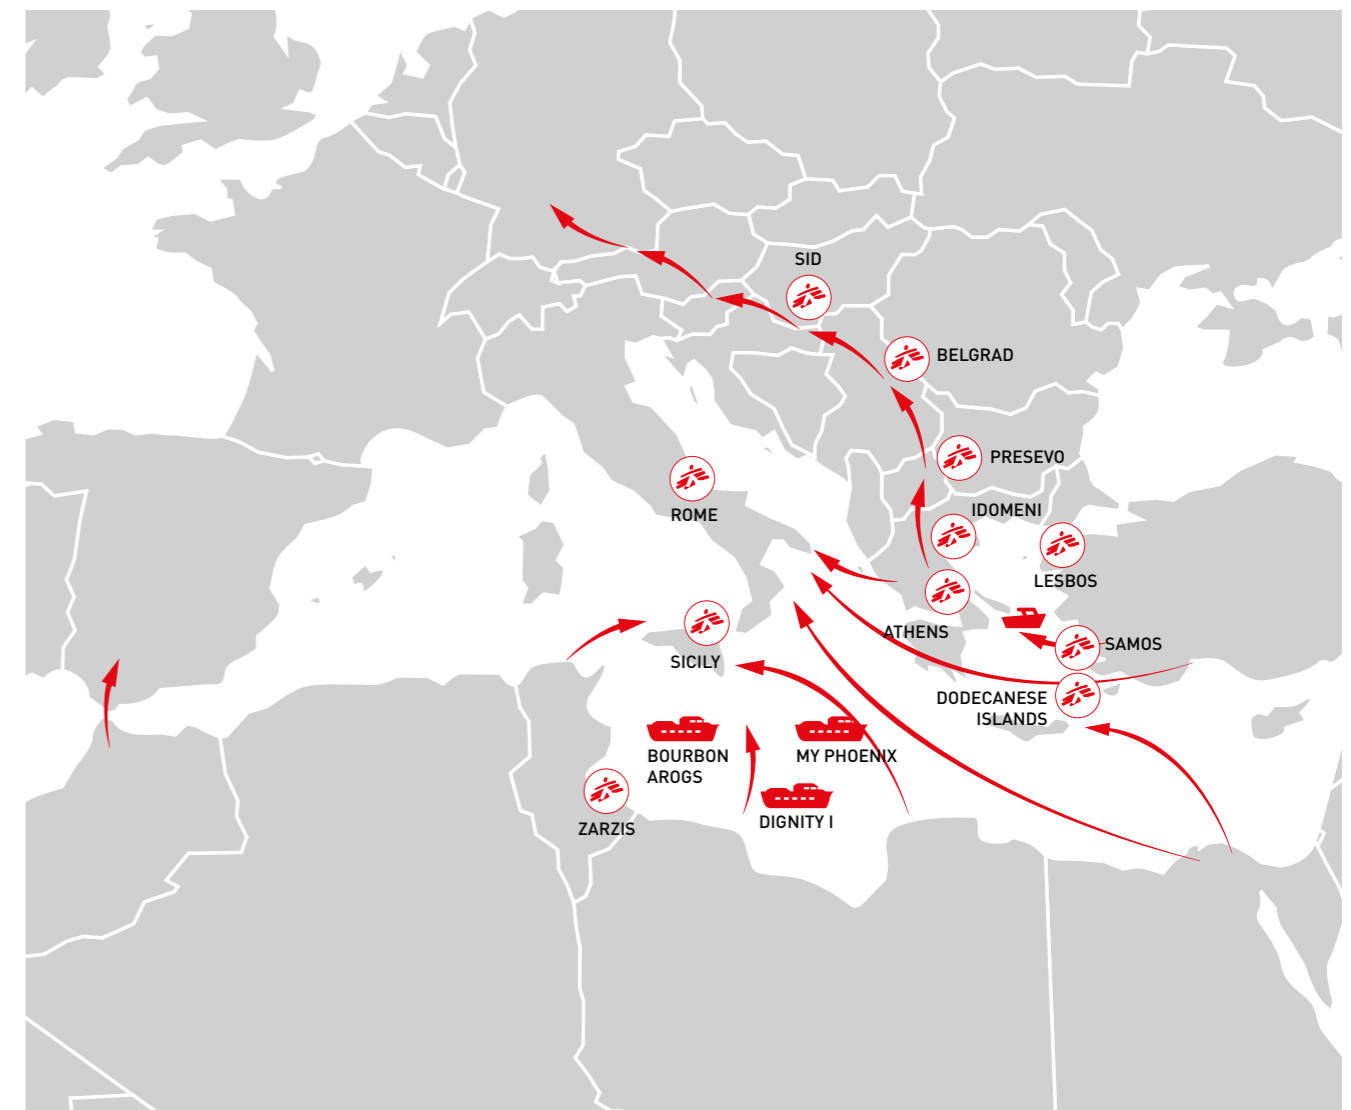 SID
BELGRAD
PRESEVO
IDOMENI
ROME
LESBOS
ATHENS
SAMOS
SICILY
DODECANESE
ISLANDS
BOURBON
AROGS
MY PHOENIX
DIGNITY I
ZARZIS